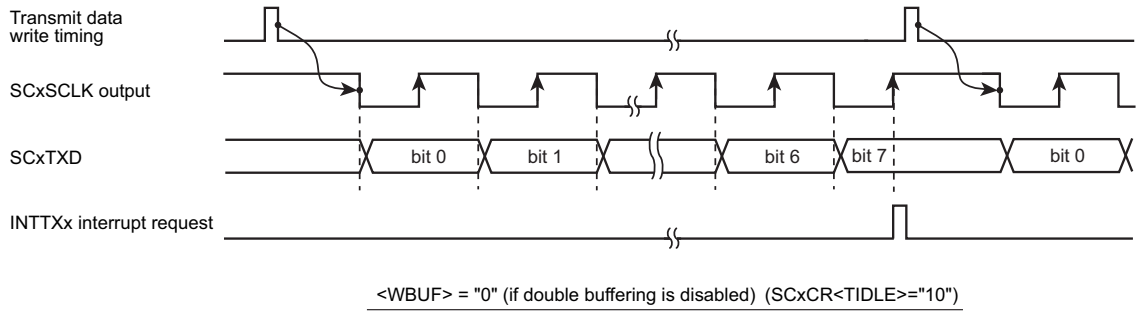 Transmit data
write timing
SCxSCLK output
SCxTXD
bit 0
bit 1
bit 6
bit 7
bit 0
INTTXx interrupt request
<WBUF> = "0" (if double buffering is disabled) (SCxCR<TIDLE>="10")